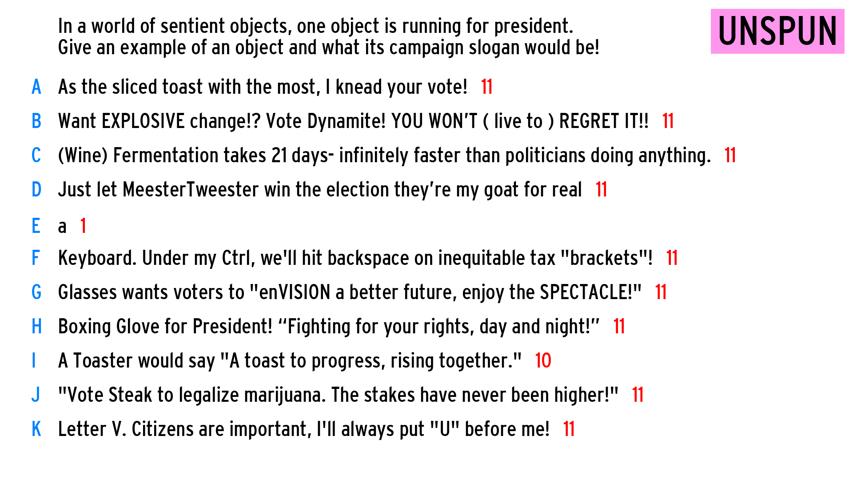 In a world of sentient objects, one object is running for president.
Give an example of an object and what its campaign slogan would be!
UNSPUN
A As the sliced toast with the most, I knead your vote! 11
B Want EXPLOSIVE change!? Vote Dynamite! YOU WON'T ( live to ) REGRET IT!! 11
C (Wine) Fermentation takes 21 days- infinitely faster than politicians doing anything. 11
D Just let MeesterTweester win the election they're my goat for real 11
E a 1
F Keyboard. Under my Ctrl, we'll hit backspace on inequitable tax "brackets"! 11
G Glasses wants voters to "enVISION a better future, enjoy the SPECTACLE!" 11
H Boxing Glove for President! “Fighting for your rights, day and night!” 11
I A Toaster would say "A toast to progress, rising together." 10
J "Vote Steak to legalize marijuana. The stakes have never been higher!" 11
K Letter V. Citizens are important, I'll always put "U" before me! 11